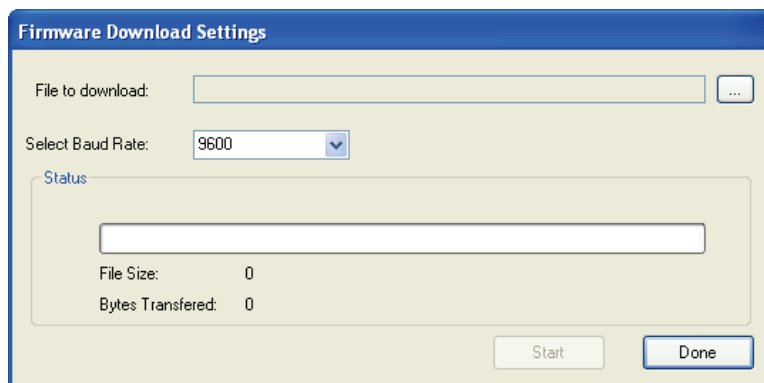 Firmware Download Settings
File to download:
...
Select Baud Rate: 9600
Status
File Size: 0
Bytes Transfered: 0
Start Done